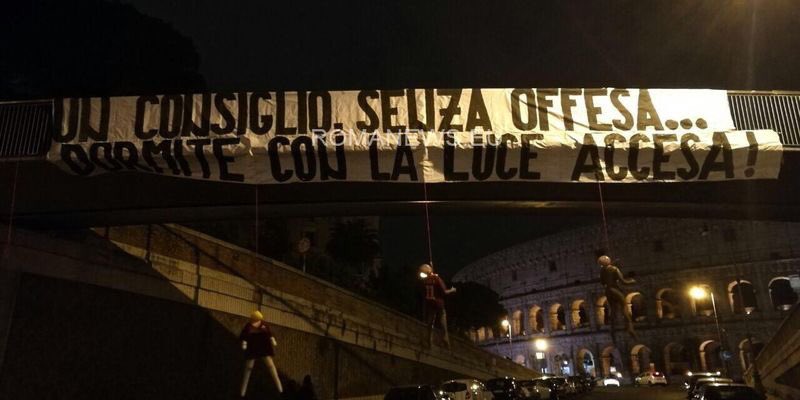 UN CONSIGLIO, SENZA OFFESA...
ROMANEWS.EU
DORMITE CON LA LUCE ACCESA!